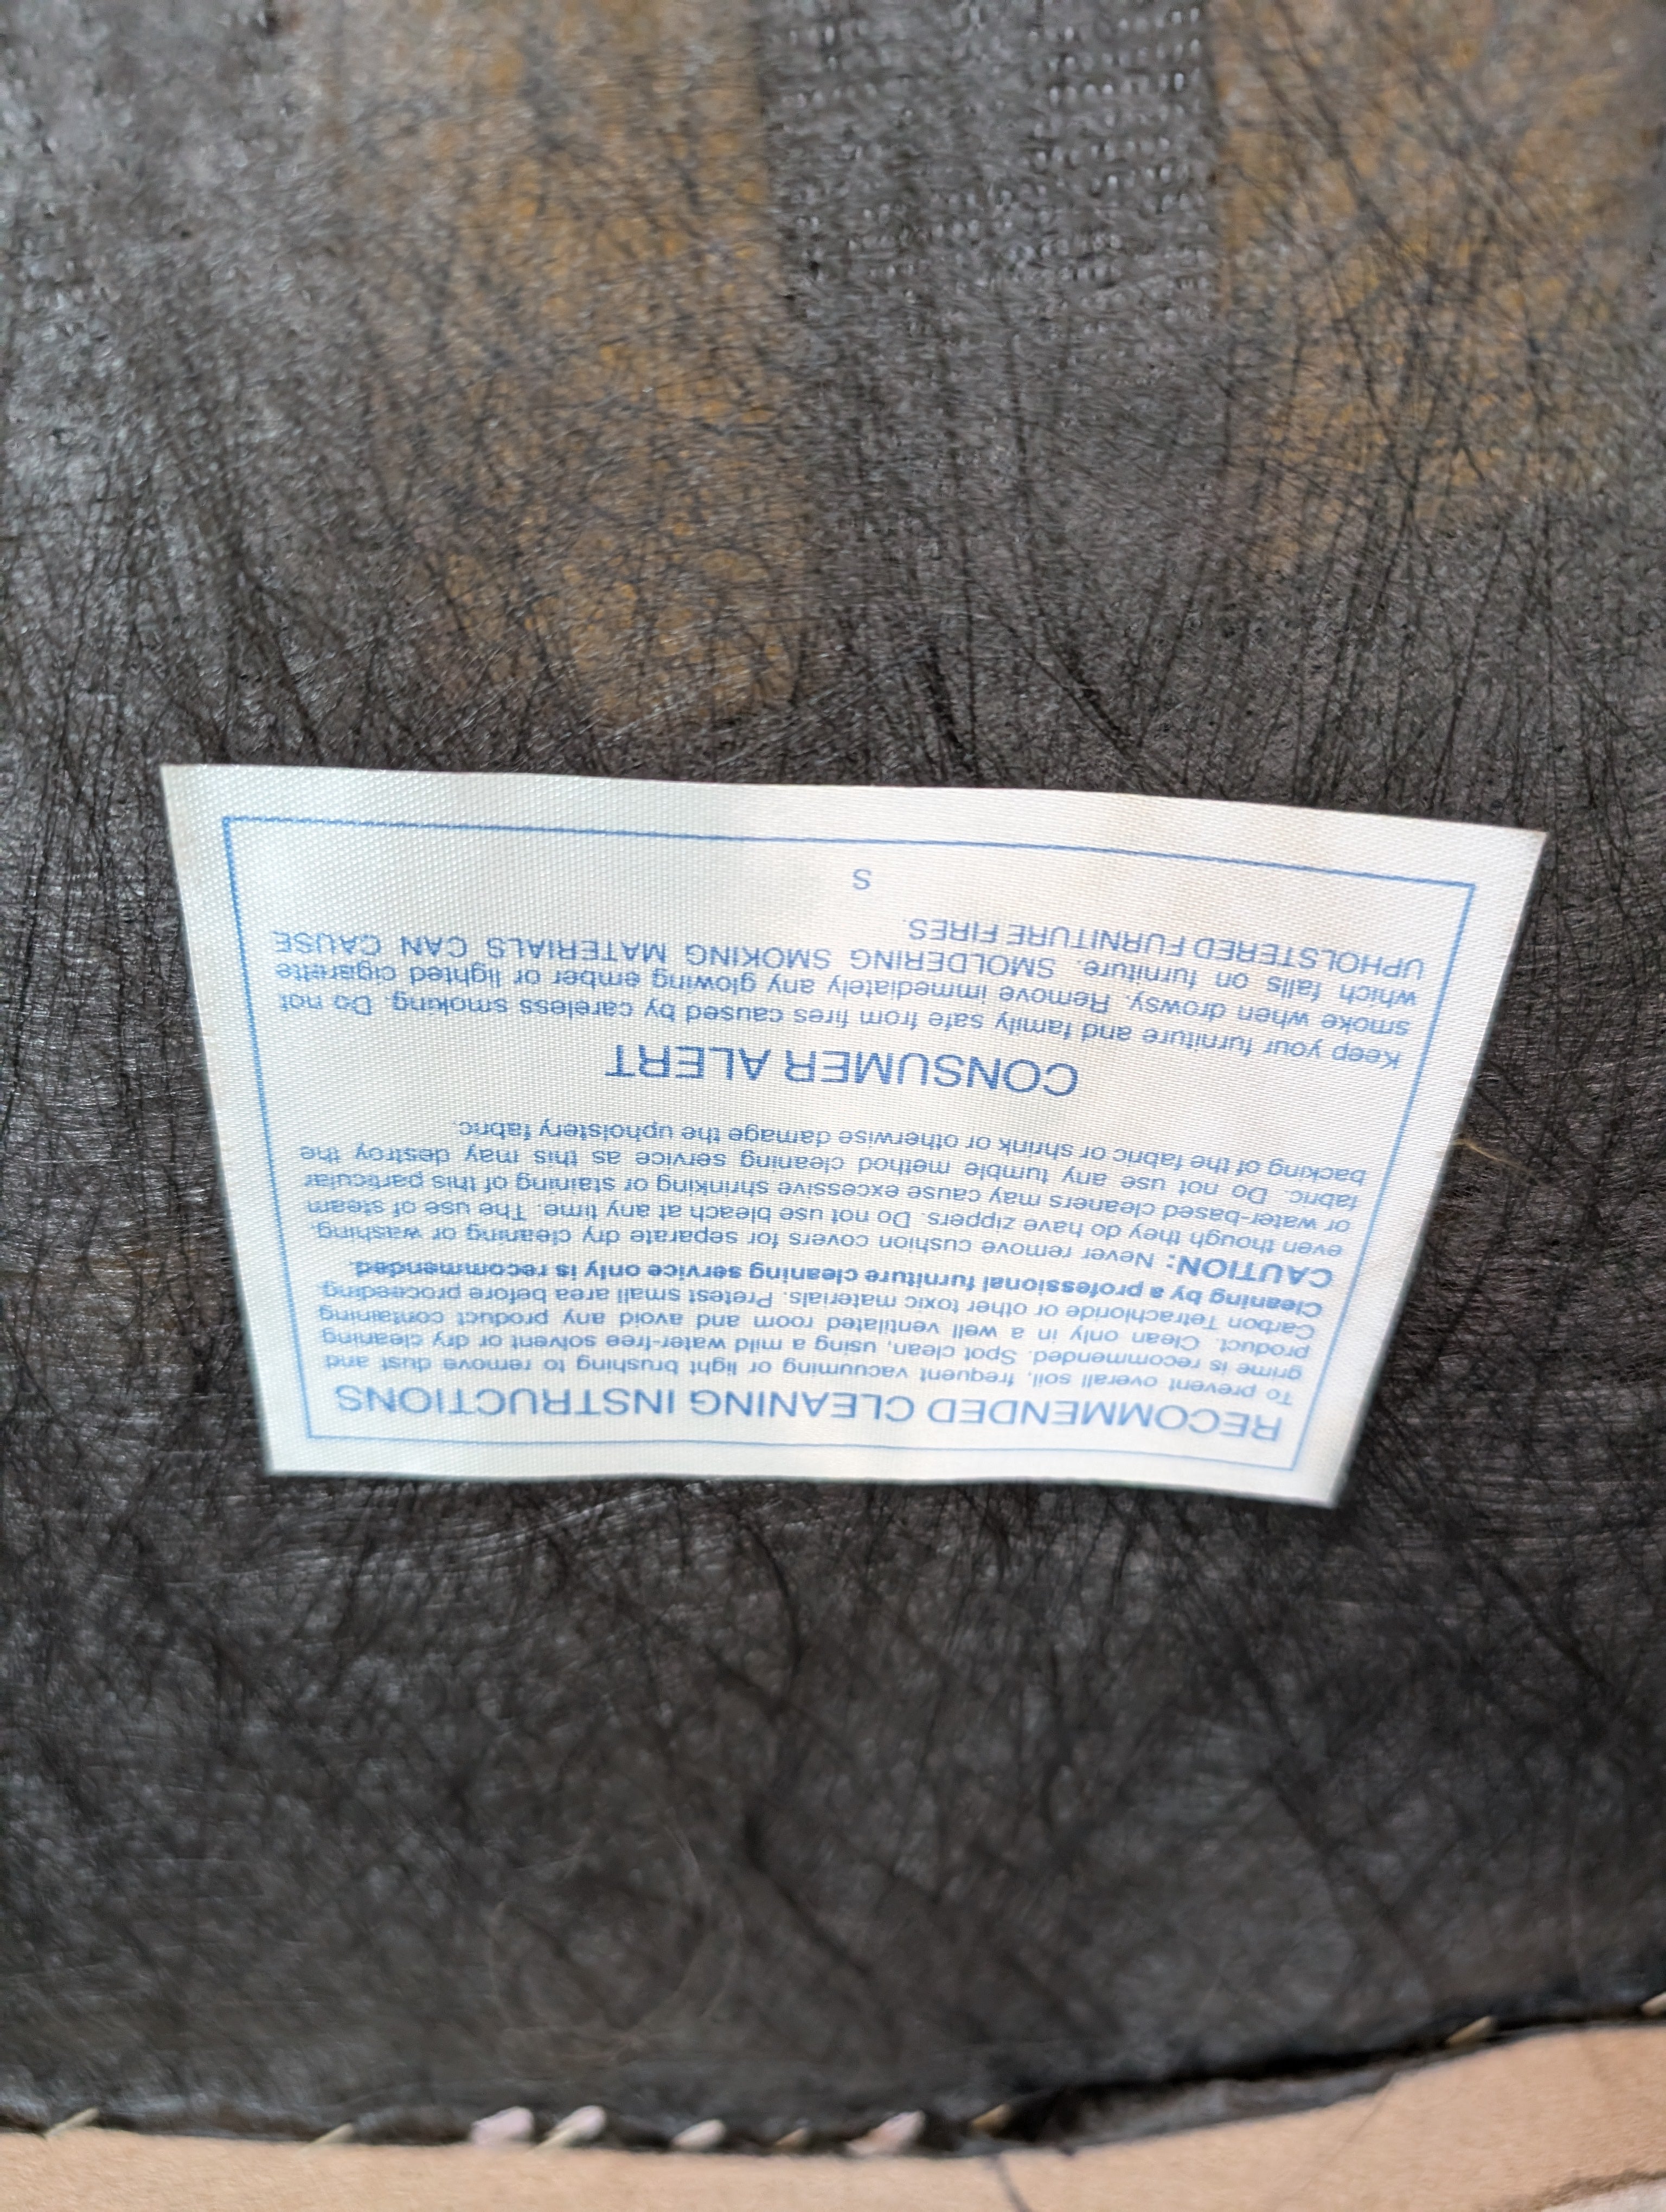 RECOMMENDED CLEANING INSTRUCTIONS
To prevent overall soil, frequent vacuuming or light brushing to remove dust and
grime is recommended. Spot clean, using a mild water-free solvent or dry cleaning
product. Clean only in a well ventilated room and avoid any product containing
Carbon Tetrachloride or other toxic materials. Pretest small area before proceeding.
Cleaning by a professional furniture cleaning service only is recommended.
CAUTION: Never remove cushion covers for separate dry cleaning or washing,
even though they do have zippers. Do not use bleach at any time. The use of steam
or water-based cleaners may cause excessive shrinking or staining of this particular
fabric. Do not use any tumble method cleaning service as this may destroy the
backing of the fabric or shrink or otherwise damage the upholstery fabric.
CONSUMER ALERT
Keep your furniture and family safe from fires caused by careless smoking. Do not
smoke when drowsy. Remove immediately any glowing ember or lighted cigarette
which falls on furniture. SMOLDERING SMOKING MATERIALS CAN CAUSE
UPHOLSTERED FURNITURE FIRES.
S